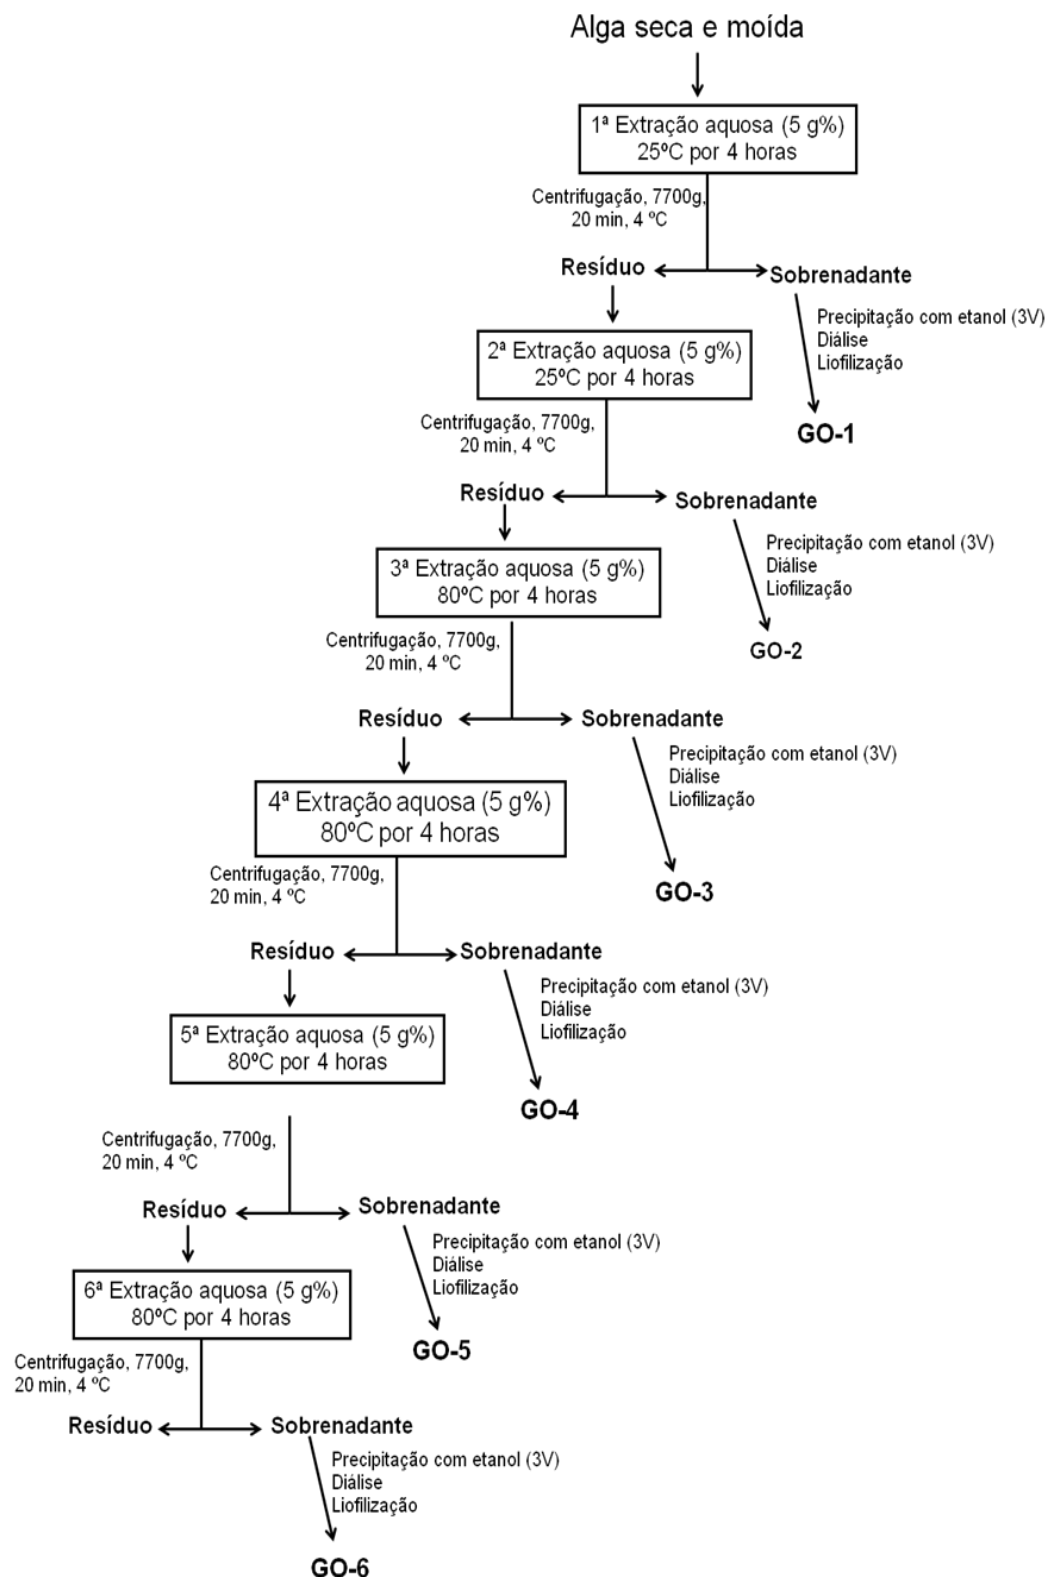 Alga seca e moída
1ª Extração aquosa (5 g%)
25ºC por 4 horas
Centrifugação, 7700g,
20 min, 4 ºC
Resíduo
Sobrenadante
Precipitação com etanol (3V)
Diálise
Liofilização
GO-1
2ª Extração aquosa (5 g%)
25ºC por 4 horas
Centrifugação, 7700g,
20 min, 4 ºC
Resíduo
Sobrenadante
Precipitação com etanol (3V)
Diálise
Liofilização
GO-2
3ª Extração aquosa (5 g%)
80ºC por 4 horas
Centrifugação, 7700g,
20 min, 4 ºC
Resíduo
Sobrenadante
Precipitação com etanol (3V)
Diálise
Liofilização
GO-3
4ª Extração aquosa (5 g%)
80ºC por 4 horas
Centrifugação, 7700g,
20 min, 4 ºC
Resíduo
Sobrenadante
Precipitação com etanol (3V)
Diálise
Liofilização
GO-4
5ª Extração aquosa (5 g%)
80ºC por 4 horas
Centrifugação, 7700g,
20 min, 4 ºC
Resíduo
Sobrenadante
Precipitação com etanol (3V)
Diálise
Liofilização
GO-5
6ª Extração aquosa (5 g%)
80ºC por 4 horas
Centrifugação, 7700g,
20 min, 4 ºC
Resíduo
Sobrenadante
Precipitação com etanol (3V)
Diálise
Liofilização
GO-6